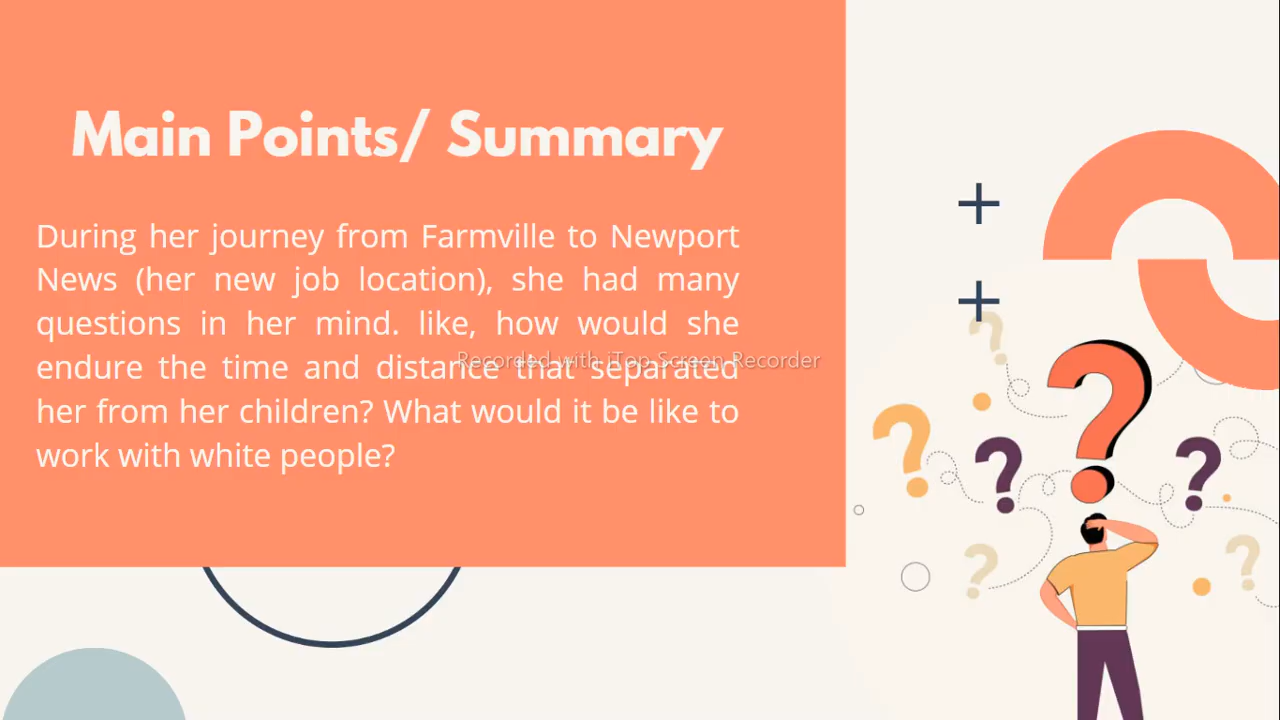 Main Points/ Summary
During her journey from Farmville to Newport
News (her new job location), she had many
questions in her mind. like, how would she
endure the time and distance that separated
Recorded with iTop Screen Recorder
her from her children? What would it be like to
work with white people?